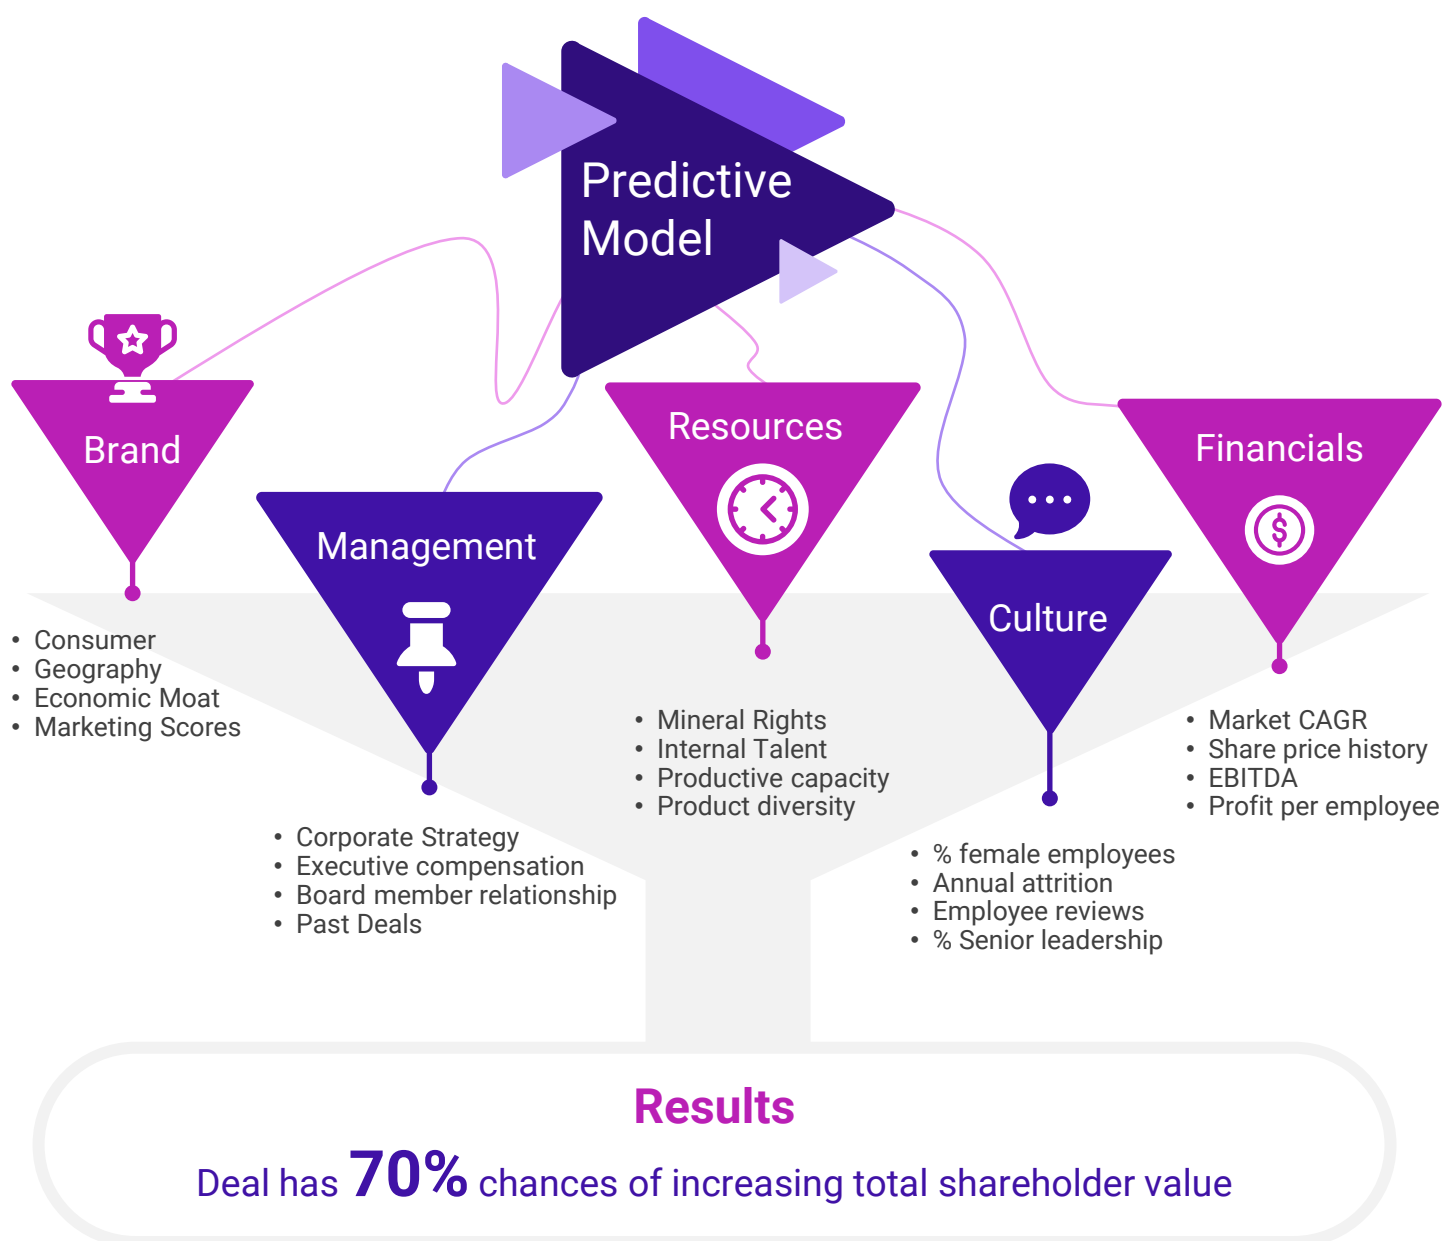 Predictive
Model
Brand
• Consumer
• Geography
• Economic Moat
• Marketing Scores
Management
• Corporate Strategy
• Executive compensation
• Board member relationship
• Past Deals
Resources
• Mineral Rights
• Internal Talent
• Productive capacity
• Product diversity
Culture
• % female employees
• Annual attrition
• Employee reviews
• % Senior leadership
Financials
$
• Market CAGR
• Share price history
• EBITDA
• Profit per employee
Results
Deal has 70% chances of increasing total shareholder value